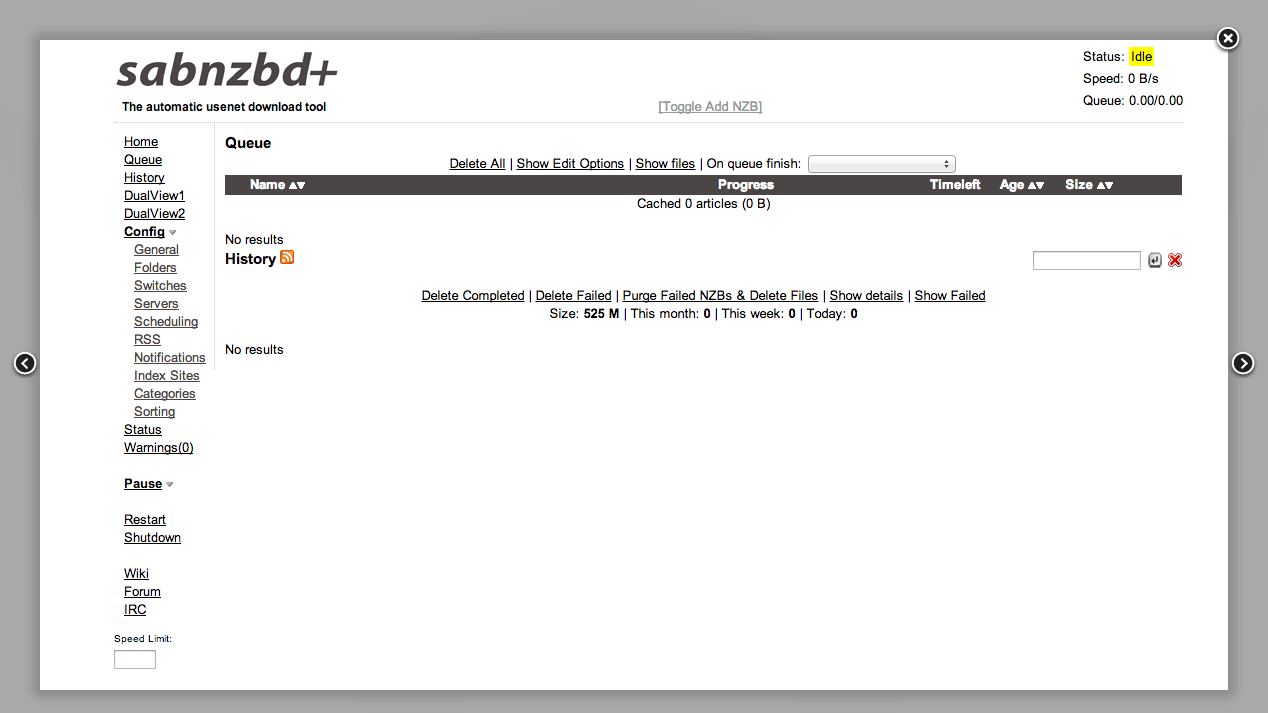 sabnzbd+
The automatic usenet download tool
[Toggle Add NZB]
Status: Idle
Speed: 0 B/s
Queue: 0.00/0.00
Home
Queue
History
DualView1
DualView2
Config
General
Folders
Switches
Servers
Scheduling
RSS
Notifications
Index Sites
Categories
Sorting
Status
Warnings(0)
Pause
Restart
Shutdown
Wiki
Forum
IRC
Speed Limit:
Queue
Delete All | Show Edit Options | Show files | On queue finish:
Name Progress Timeleft Age Size
Cached 0 articles (0 B)
No results
History
Delete Completed | Delete Failed | Purge Failed NZBs & Delete Files | Show details | Show Failed
Size: 525 M | This month: 0 | This week: 0 | Today: 0
No results